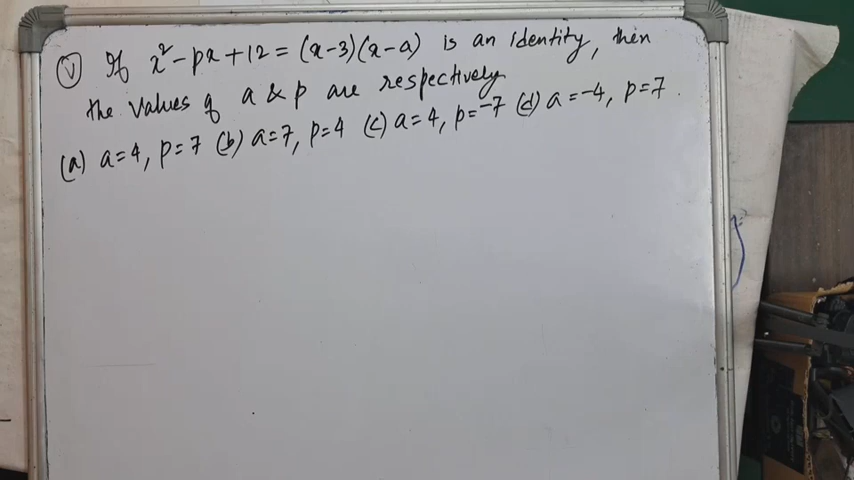 (v) If x² - px + 12 = (x-3)(x-a) is an identity, then
the values of a & p are respectively
(a) a=4, p=7 (b) a=7, p=4 (c) a=4, p=-7 (d) a=-4, p=7.